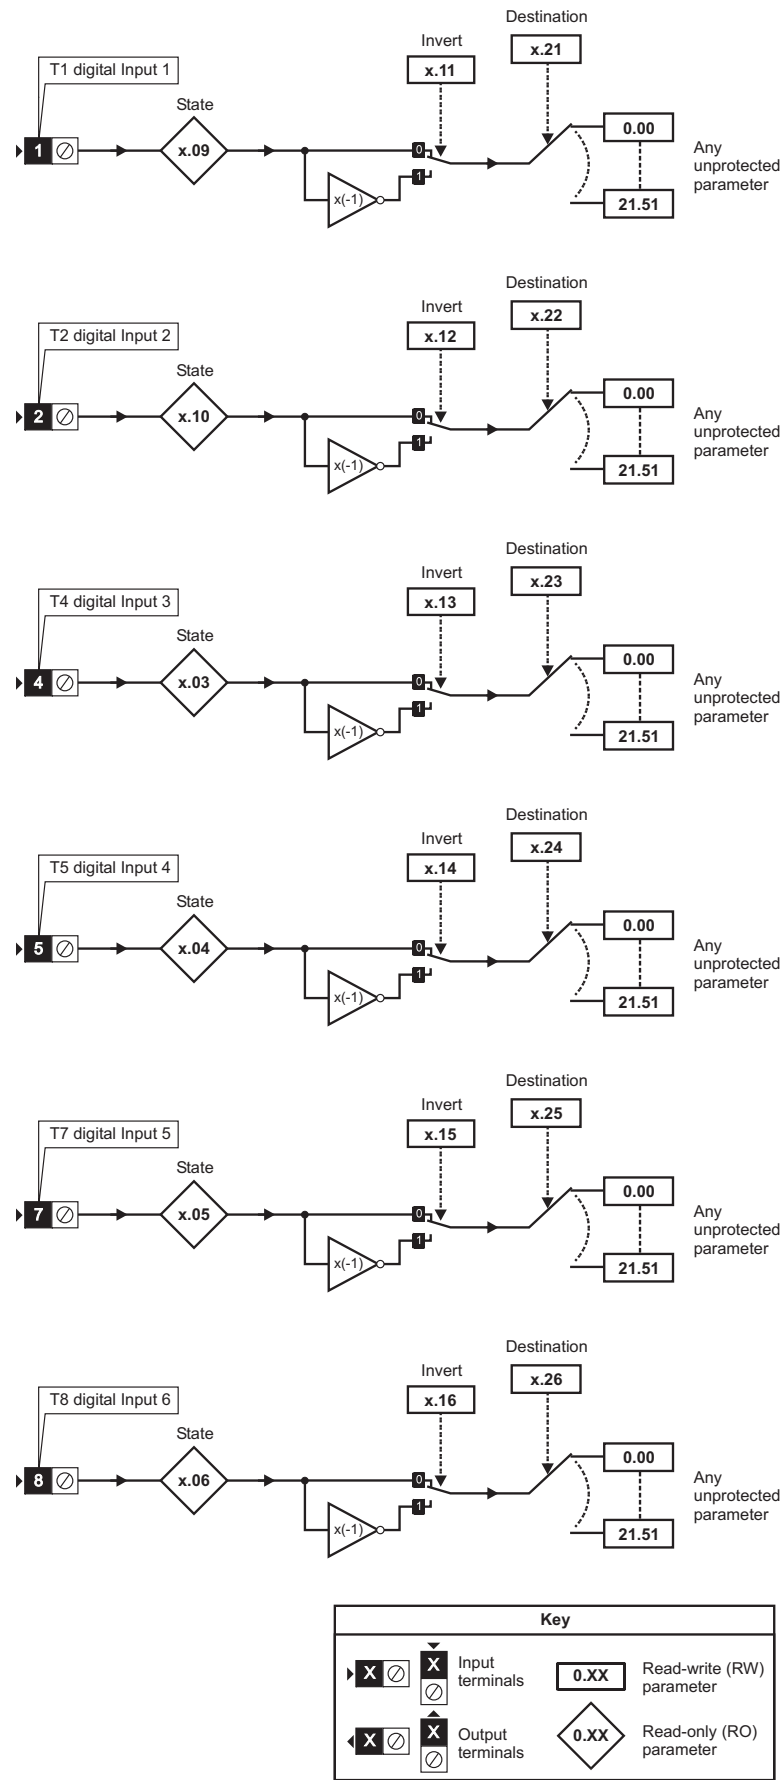 Destination
Invert
x.21
T1 digital Input 1
x.11
State
0.00
1
x.09
0
Any
unprotected
parameter
1
x(-1)
21.51
Destination
Invert
x.22
T2 digital Input 2
x.12
State
0.00
2
x.10
0
Any
unprotected
parameter
1
x(-1)
21.51
Destination
Invert
x.23
T4 digital Input 3
x.13
State
0.00
4
x.03
0
Any
unprotected
parameter
1
x(-1)
21.51
Destination
Invert
x.24
T5 digital Input 4
x.14
State
0.00
5
x.04
0
Any
unprotected
parameter
1
x(-1)
21.51
Destination
Invert
x.25
T7 digital Input 5
x.15
State
0.00
7
x.05
0
Any
unprotected
parameter
1
x(-1)
21.51
Destination
Invert
x.26
T8 digital Input 6
x.16
State
0.00
8
x.06
0
Any
unprotected
parameter
1
x(-1)
21.51
Key
X
X
Input
terminals
0.XX
Read-write (RW)
parameter
X
X
Output
terminals
0.XX
Read-only (RO)
parameter